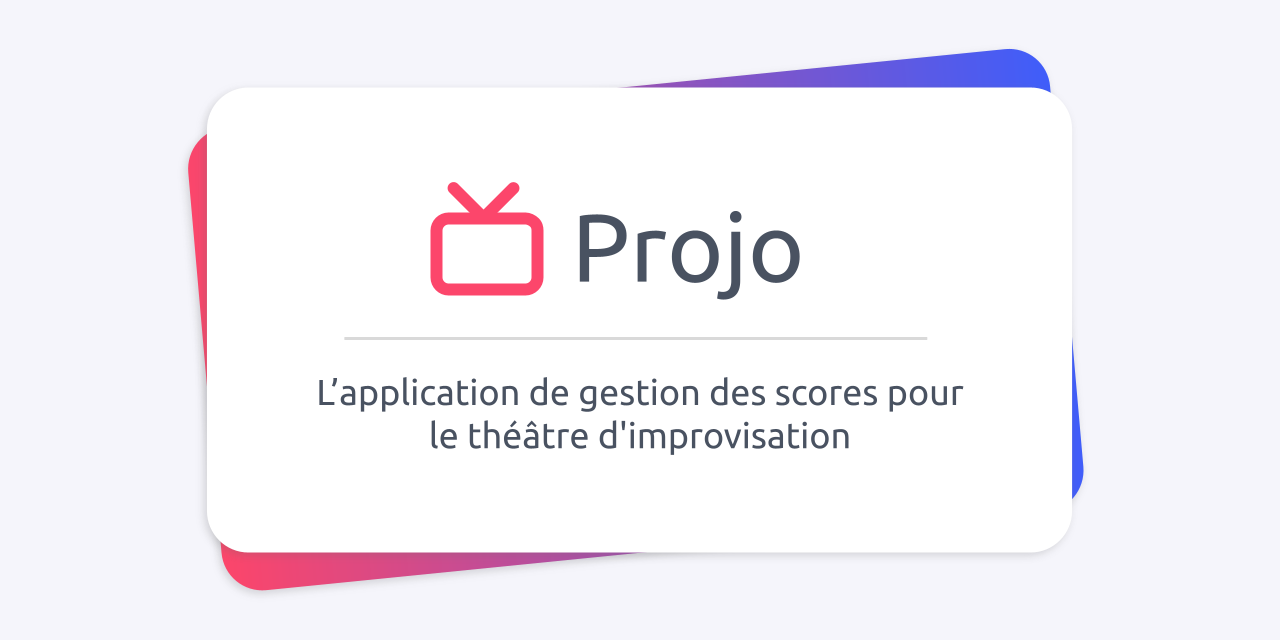 Projo
L’application de gestion des scores pour
le théâtre d'improvisation